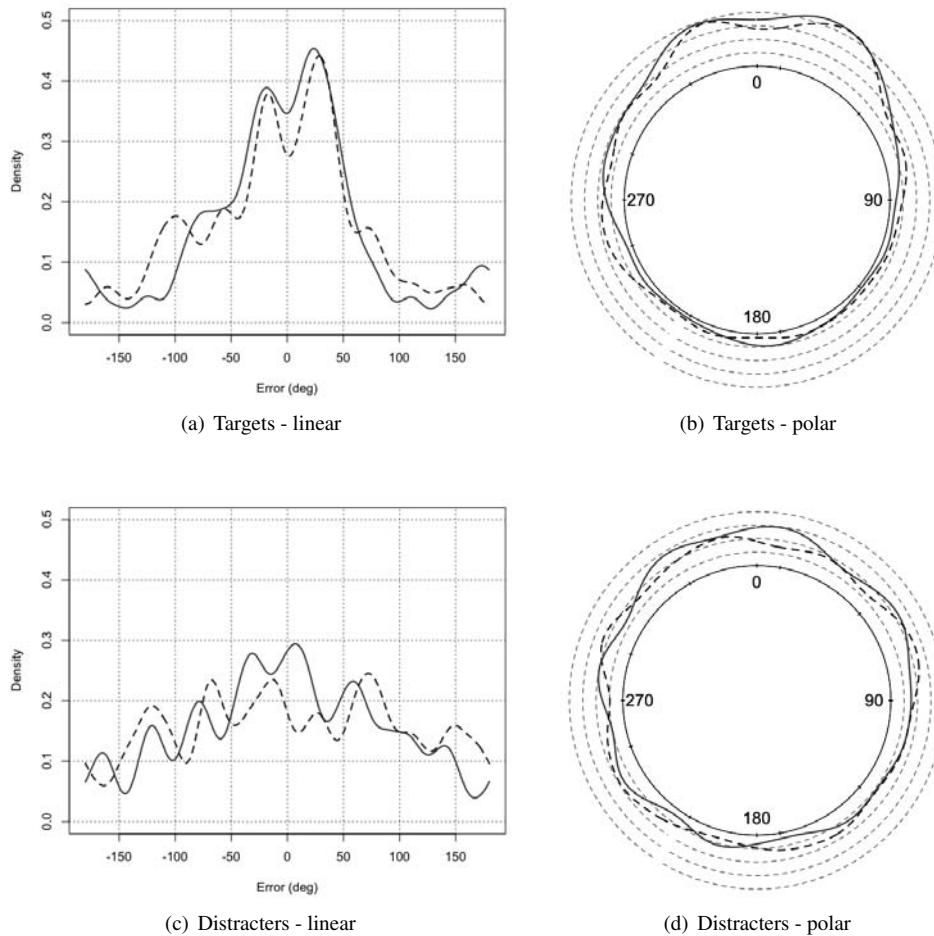 0.5
0.4
0.3
0.2
0.1
0.0
Density
-150 -100 -50 0 50 100 150
Error (deg)
(a) Targets - linear
0
90
180
270
(b) Targets - polar
0.5
0.4
0.3
0.2
0.1
0.0
Density
-150 -100 -50 0 50 100 150
Error (deg)
(c) Distracters - linear
0
90
180
270
(d) Distracters - polar